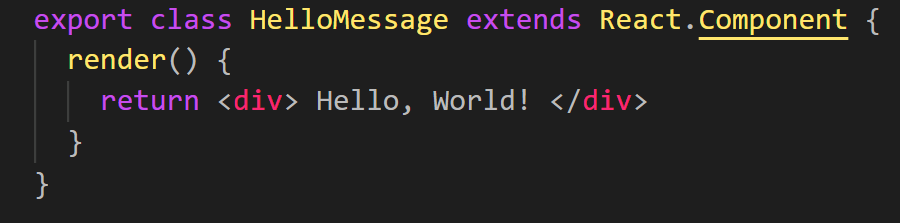 export class HelloMessage extends React.Component {
render() {
return <div> Hello, World! </div>
}
}